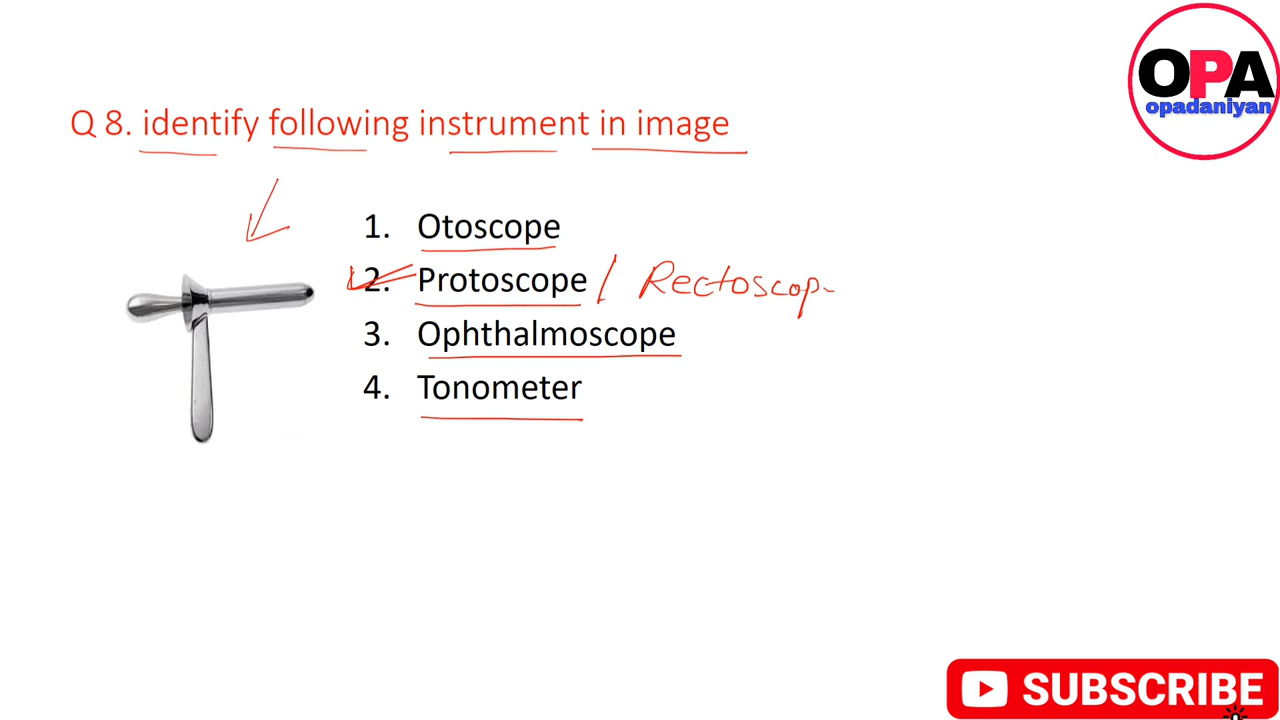 OPA
opadaniyan
Q 8. identify following instrument in image
1. Otoscope
2. Protoscope / Rectoscop
3. Ophthalmoscope
4. Tonometer
SUBSCRIBE